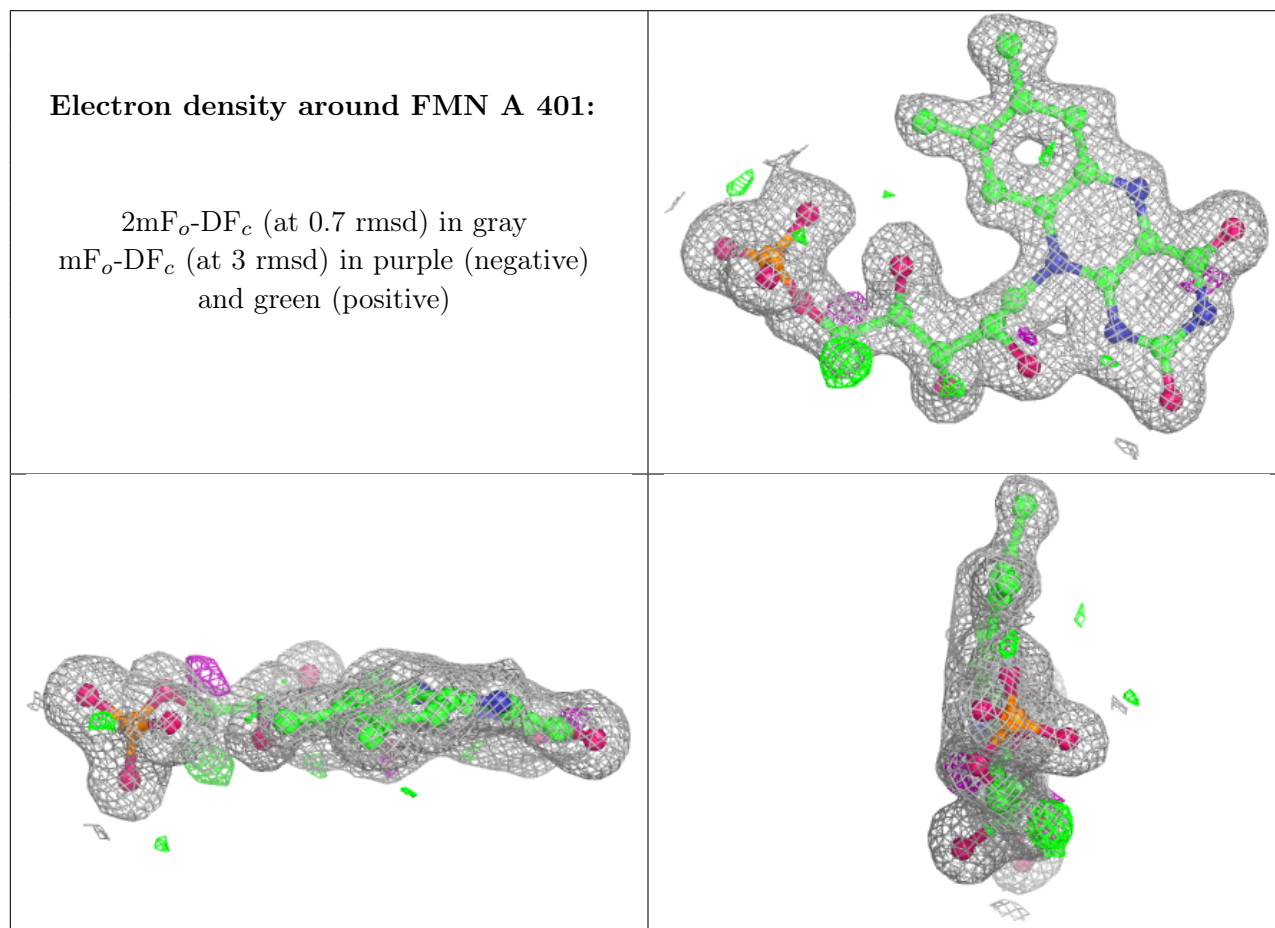 Electron density around FMN A 401:
2mFo-DFc (at 0.7 rmsd) in gray
mFo-DFc (at 3 rmsd) in purple (negative)
and green (positive)